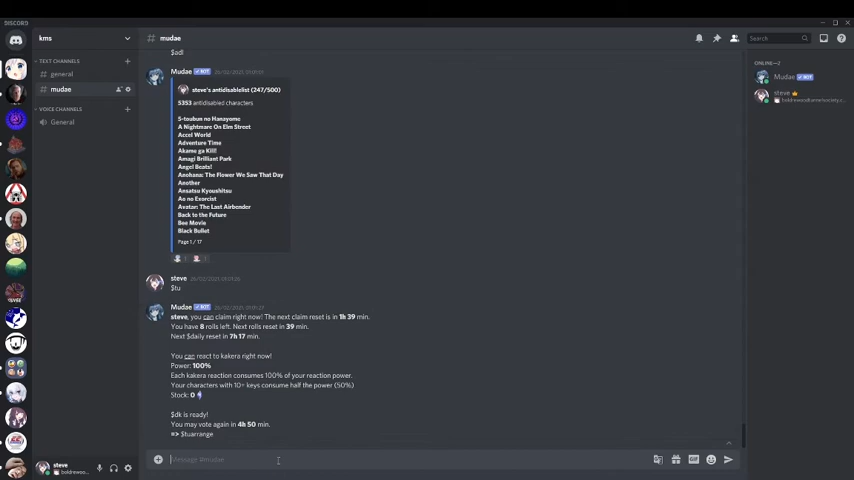 DISCORD
kms
# mudae
Search
TEXT CHANNELS
# general
# mudae
VOICE CHANNELS
General
$adl
Mudae BOT
steve's antidisablelist (247/500)
5353 antidisabled characters
5-toubun no Hanayome
A Nightmare On Elm Street
Accel World
Adventure Time
Akame ga Kill!
Amagi Brilliant Park
Angel Beats!
Anohana: The Flower We Saw That Day
Another
Ansatsu Kyoushitsu
Ao no Exorcist
Avatar: The Last Airbender
Back to the Future
Bee Movie
Black Bullet
Page 1 / 17
1 1
steve
$tu
Mudae BOT
steve, you can claim right now! The next claim reset is in 1h 39 min.
You have 8 rolls left. Next rolls reset in 39 min.
Next $daily reset in 7h 17 min.
You can react to kakera right now!
Power: 100%
Each kakera reaction consumes 100% of your reaction power.
Your characters with 10+ keys consume half the power (50%)
Stock: 0
$dk is ready!
You may vote again in 4h 50 min.
=> $tuarrange
Message #mudae
GIF
steve
ONLINE—2
Mudae BOT
steve